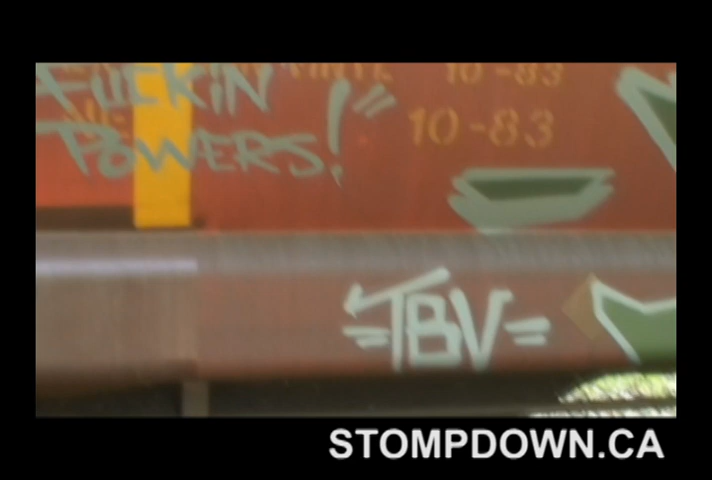 10-83
FUCKIN
10-83
POWERS!"
TBV
STOMPDOWN.CA